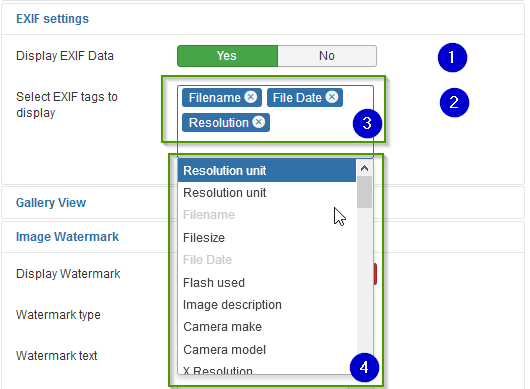 EXIF settings
Display EXIF Data Yes No 1
Select EXIF tags to display Filename File Date 2
Resolution 3
Resolution unit
Resolution unit
Gallery View Filename
Image Watermark Filesize
File Date
Display Watermark Flash used
Image description
Watermark type Camera make
Camera model
Watermark text X Resolution 4